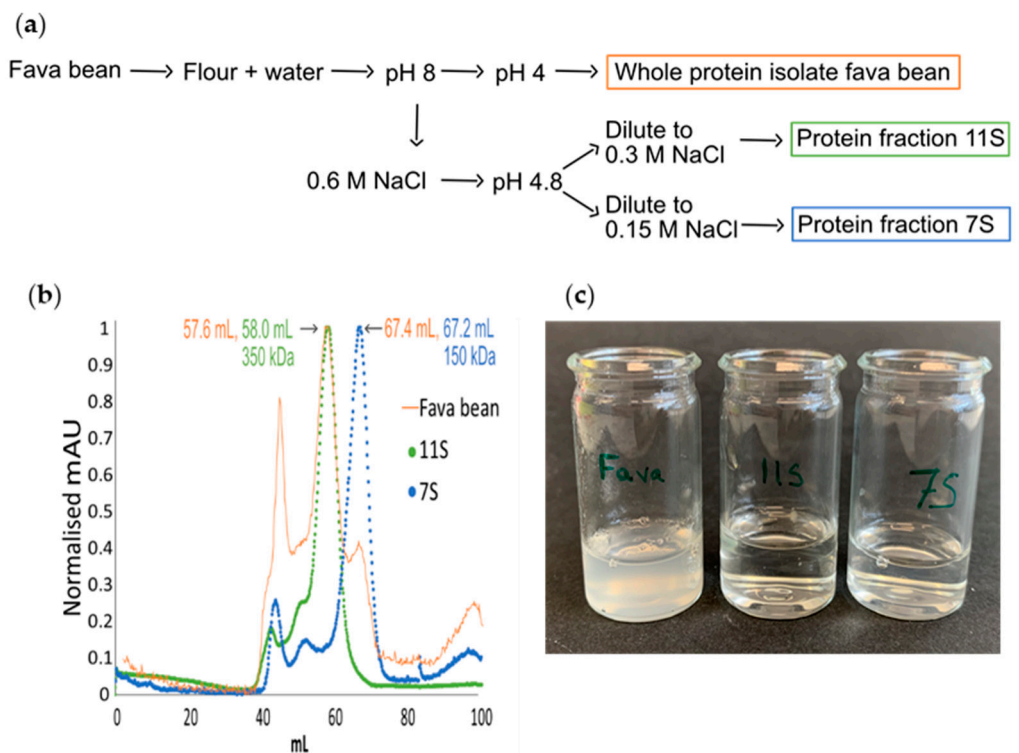 (a)
Fava bean → Flour + water → pH 8 → pH 4 → Whole protein isolate fava bean
↓
0.6 M NaCl → pH 4.8
Dilute to
0.3 M NaCl → Protein fraction 11S
Dilute to
0.15 M NaCl → Protein fraction 7S
(b)
57.6 mL, 58.0 mL → ← 67.4 mL, 67.2 mL
350 kDa 150 kDa
Fava bean
11S
7S
Normalised mAU
1
0.9
0.8
0.7
0.6
0.5
0.4
0.3
0.2
0.1
0
0 20 40 60 80 100
mL
(c)
Fava 11S 7S